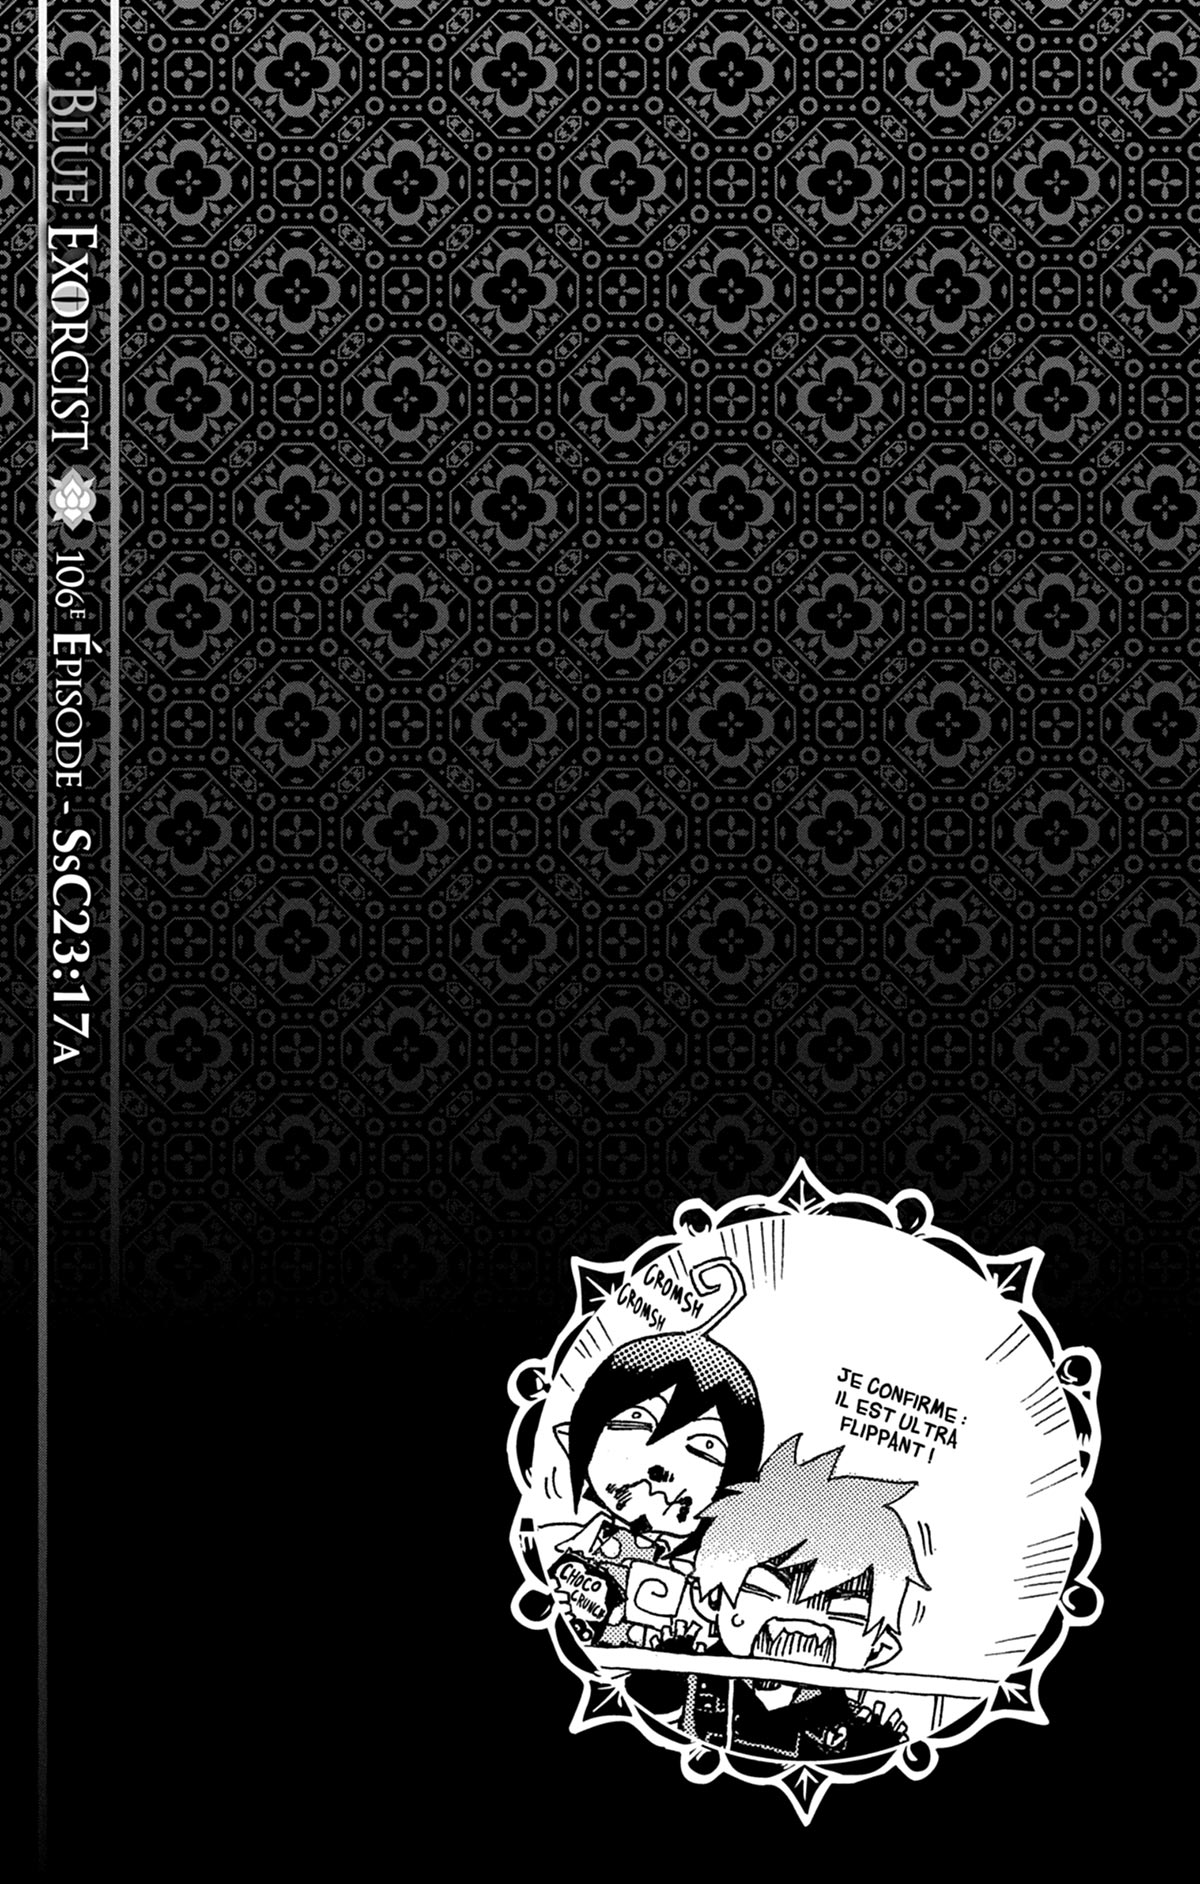 BLUE EXORCIST 106E ÉPISODE - SSC23:17A
GROMSH
GROMSH
JE CONFIRME :
IL EST ULTRA
FLIPPANT !
CHOCO
CRUNCH